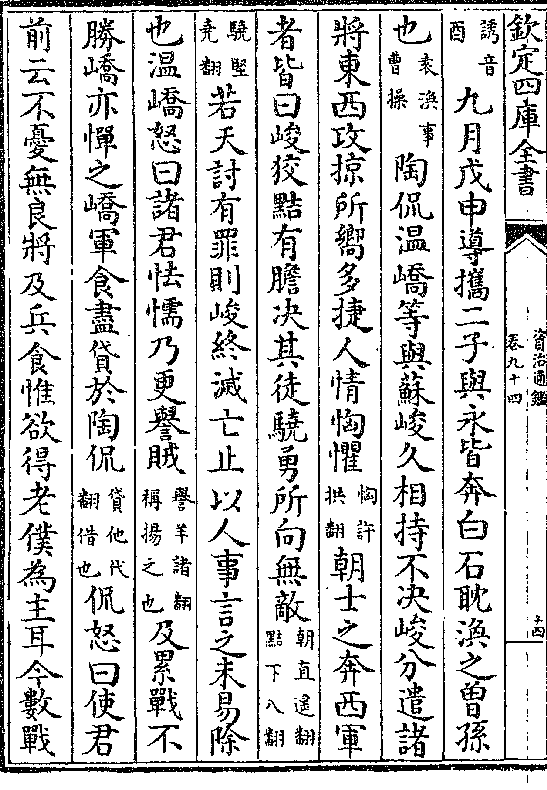 欽定四庫全書
資治通鑑
卷九十四
十四
誘音
酉
九月戊申導攜二子與永皆奔白石耽渙之曾孫
也
袁渙事
曹操
陶侃温嶠等與蘇峻久相持不决峻分遣諸
將東西攻掠所嚮多捷人情恟懼
恟許
拱翻
朝士之奔西軍
者皆曰峻狡黠有膽决其徒驍勇所向無敵
朝直遥翻
黠下八翻
驍堅
堯翻
若天討有罪則峻終滅亡止以人事言之未易除
也温嶠怒曰諸君怯懦乃更譽賊
譽羊諸翻
稱揚之也
及累戰不
勝嶠亦憚之嶠軍食盡貸於陶侃
貸他代
翻借也
侃怒曰使君
前云不憂無良將及兵食惟欲得老僕為主耳今數戰